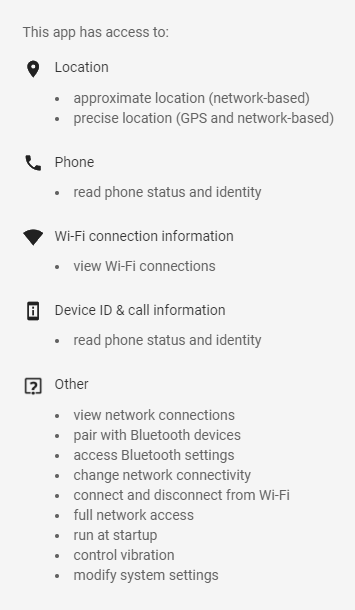 This app has access to:
Location
• approximate location (network-based)
• precise location (GPS and network-based)
Phone
• read phone status and identity
Wi-Fi connection information
• view Wi-Fi connections
Device ID & call information
• read phone status and identity
Other
• view network connections
• pair with Bluetooth devices
• access Bluetooth settings
• change network connectivity
• connect and disconnect from Wi-Fi
• full network access
• run at startup
• control vibration
• modify system settings